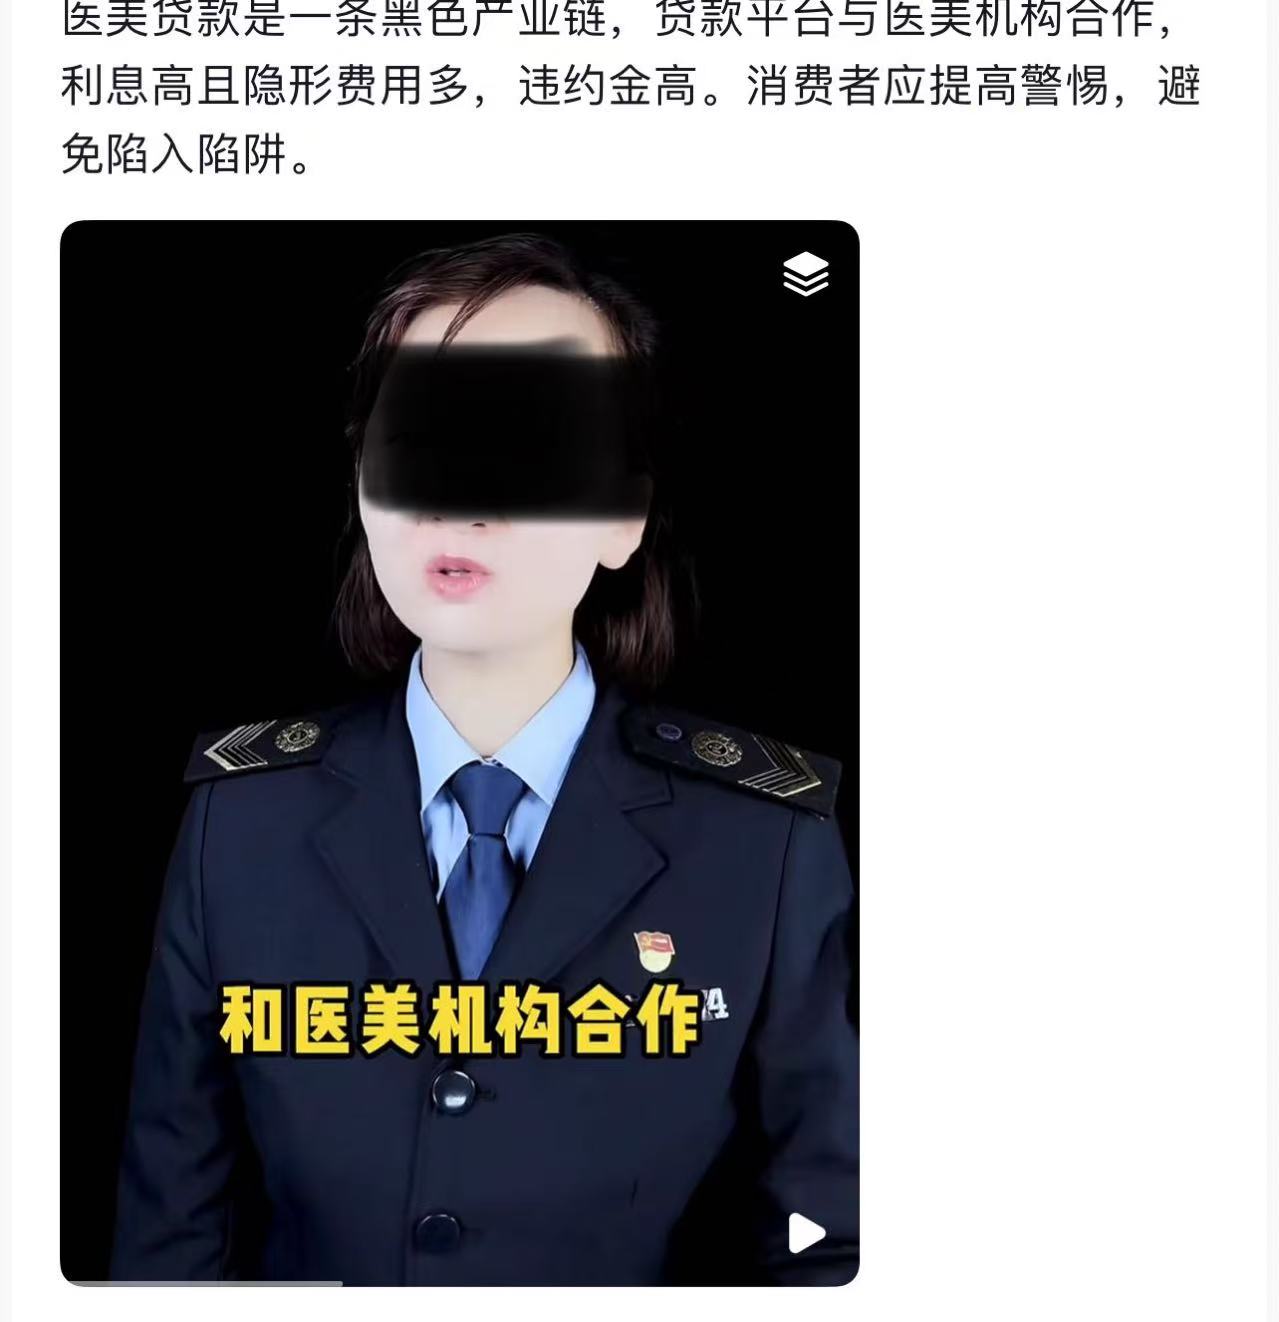 医美贷款是一条黑色产业链，贷款平台与医美机构合作，
利息高且隐形费用多，违约金高。消费者应提高警惕，避
免陷入陷阱。
和医美机构合作
4